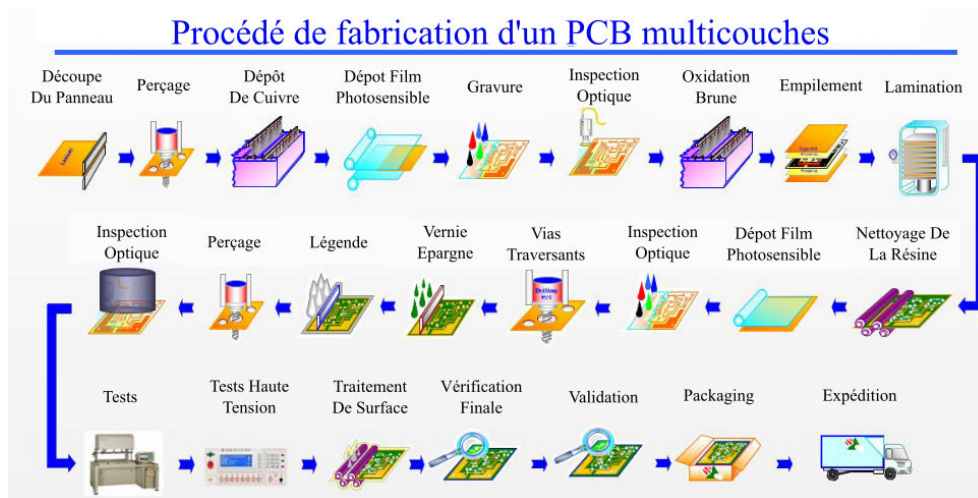 Procédé de fabrication d'un PCB multicouches
Découpe
Du Panneau
Perçage
Dépôt
De Cuivre
Dépot Film
Photosensible
Gravure
Inspection
Optique
Oxidation
Brune
Empilement
Lamination
Inspection
Optique
Perçage
Légende
Vernie
Epargne
Vias
Traversants
Inspection
Optique
Dépot Film
Photosensible
Nettoyage De
La Résine
Tests
Tests Haute
Tension
Traitement
De Surface
Vérification
Finale
Validation
Packaging
Expédition